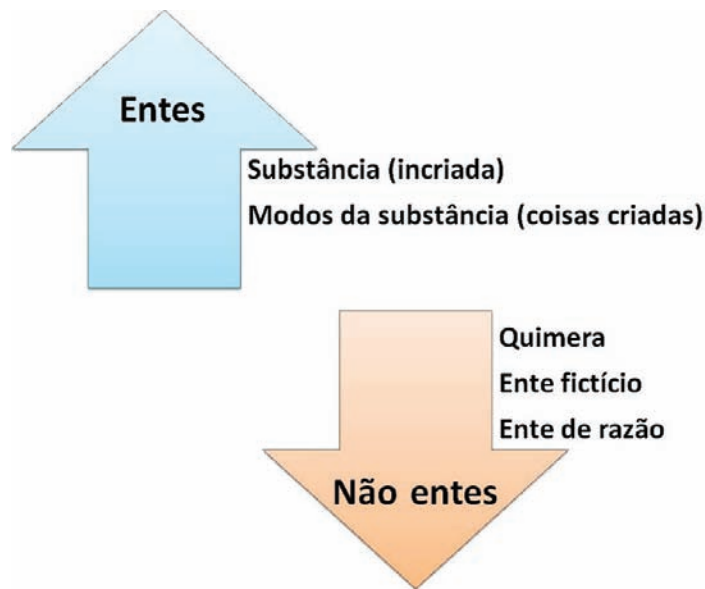 Entes
Substância (incriada)
Modos da substância (coisas criadas)
Quimera
Ente fictício
Ente de razão
Não entes